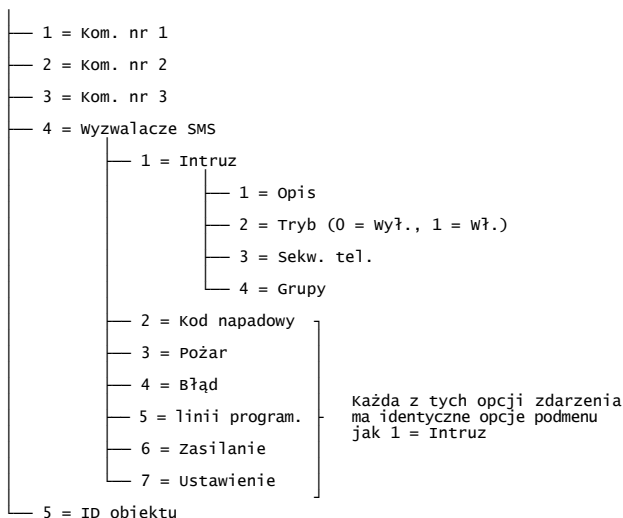 1 = Kom. nr 1
2 = Kom. nr 2
3 = Kom. nr 3
4 = Wyzwalacze SMS
1 = Intruz
1 = Opis
2 = Tryb (0 = Wył., 1 = Wł.)
3 = Sekw. tel.
4 = Grupy
2 = Kod napadowy
3 = Pożar
4 = Błąd
5 = linii program.
6 = Zasilanie
7 = Ustawienie
Każda z tych opcji zdarzenia
ma identyczne opcje podmenu
jak 1 = Intruz
5 = ID obiektu